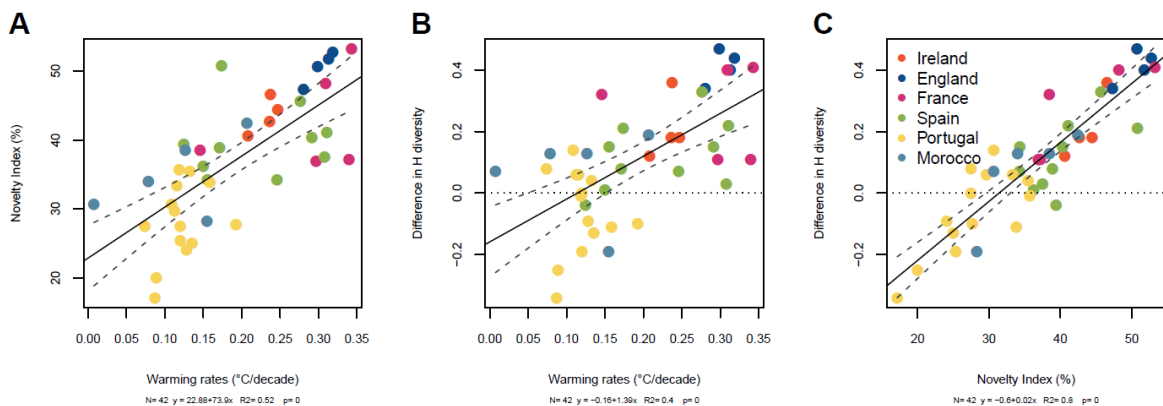 A
Novelty Index (%)
50
40
30
20
0.00 0.05 0.10 0.15 0.20 0.25 0.30 0.35
Warming rates (°C/decade)
N= 42 y = 22.88+73.9x R2= 0.52 p= 0
B
Difference in H diversity
0.4
0.2
0.0
−0.2
0.00 0.05 0.10 0.15 0.20 0.25 0.30 0.35
Warming rates (°C/decade)
N= 42 y = −0.16+1.39x R2= 0.4 p= 0
C
Difference in H diversity
0.4
0.2
0.0
−0.2
Ireland
England
France
Spain
Portugal
Morocco
20 30 40 50
Novelty Index (%)
N= 42 y = −0.6+0.02x R2= 0.8 p= 0